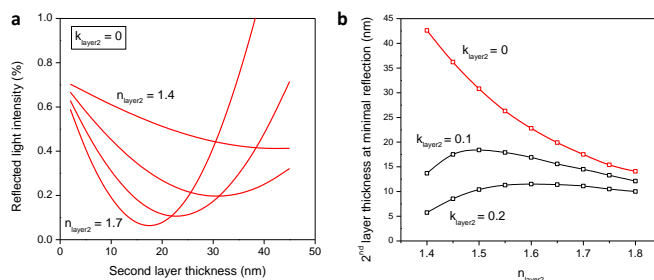 a
k_layer2 = 0
n_layer2 = 1.4
n_layer2 = 1.7
Reflected light intensity (%)
1.0
0.8
0.6
0.4
0.2
0.0
0 10 20 30 40 50
Second layer thickness (nm)
b
k_layer2 = 0
k_layer2 = 0.1
k_layer2 = 0.2
2nd layer thickness at minimal reflection (nm)
45
40
35
30
25
20
15
10
5
0
1.4 1.5 1.6 1.7 1.8
n_layer2